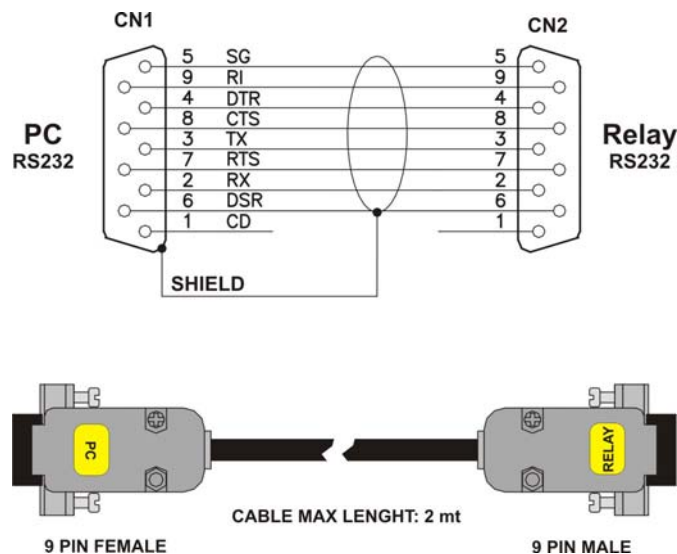 CN1
CN2
5 SG 5
9 RI 9
4 DTR 4
8 CTS 8
3 TX 3
7 RTS 7
2 RX 2
6 DSR 6
1 CD 1
PC
RS232
Relay
RS232
SHIELD
PC
RELAY
CABLE MAX LENGHT: 2 mt
9 PIN FEMALE
9 PIN MALE